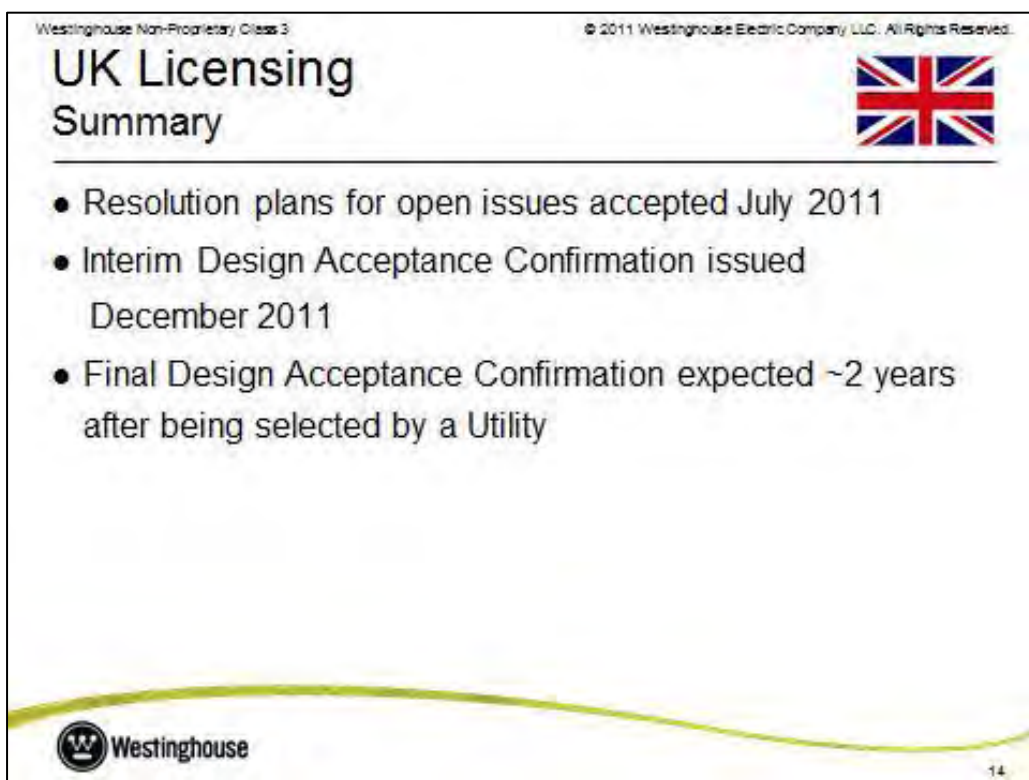 Westinghouse Non-Proprietary Class 3
© 2011 Westinghouse Electric Company LLC. All Rights Reserved.
UK Licensing
Summary
● Resolution plans for open issues accepted July 2011
● Interim Design Acceptance Confirmation issued
December 2011
● Final Design Acceptance Confirmation expected ~2 years
after being selected by a Utility
Westinghouse
14